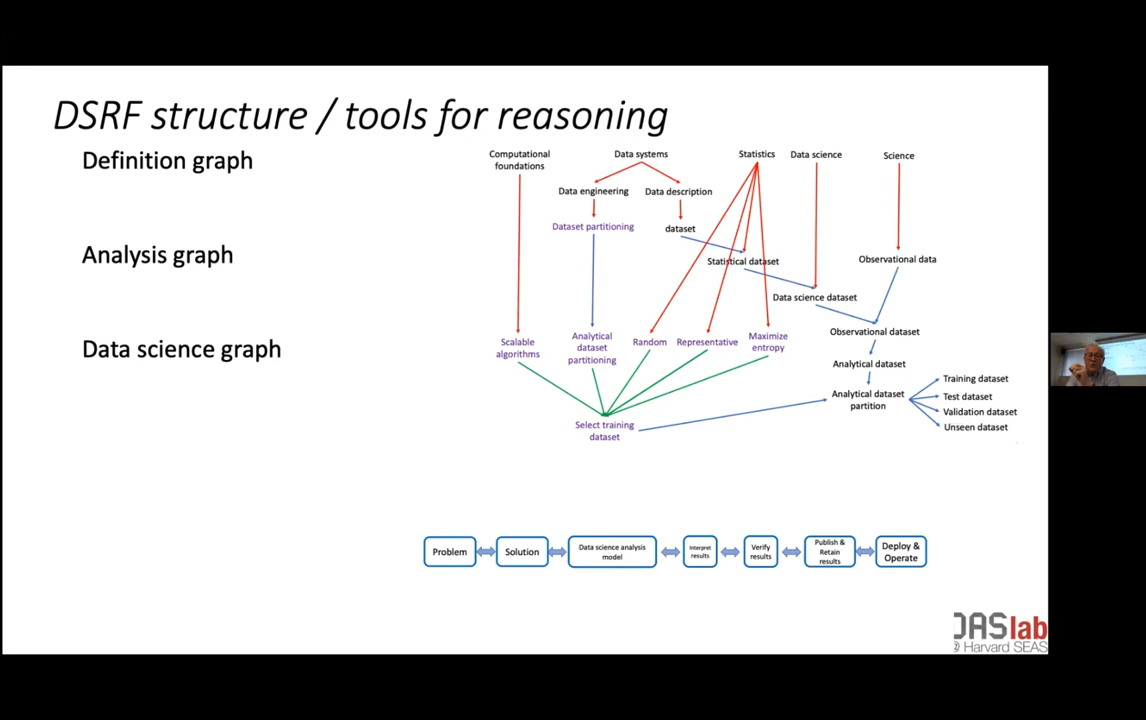 DSRF structure / tools for reasoning
Definition graph
Analysis graph
Data science graph
Computational
foundations
Data systems
Statistics
Data science
Science
Data engineering
Data description
Dataset partitioning
dataset
Statistical dataset
Observational data
Data science dataset
Scalable
algorithms
Analytical
dataset
partitioning
Random
Representative
Maximize
entropy
Observational dataset
Analytical dataset
Analytical dataset
partition
Training dataset
Test dataset
Validation dataset
Unseen dataset
Select training
dataset
Problem
Solution
Data science analysis
model
Interpret
results
Verify
results
Publish &
Retain
results
Deploy &
Operate
DASlab
@ Harvard SEAS